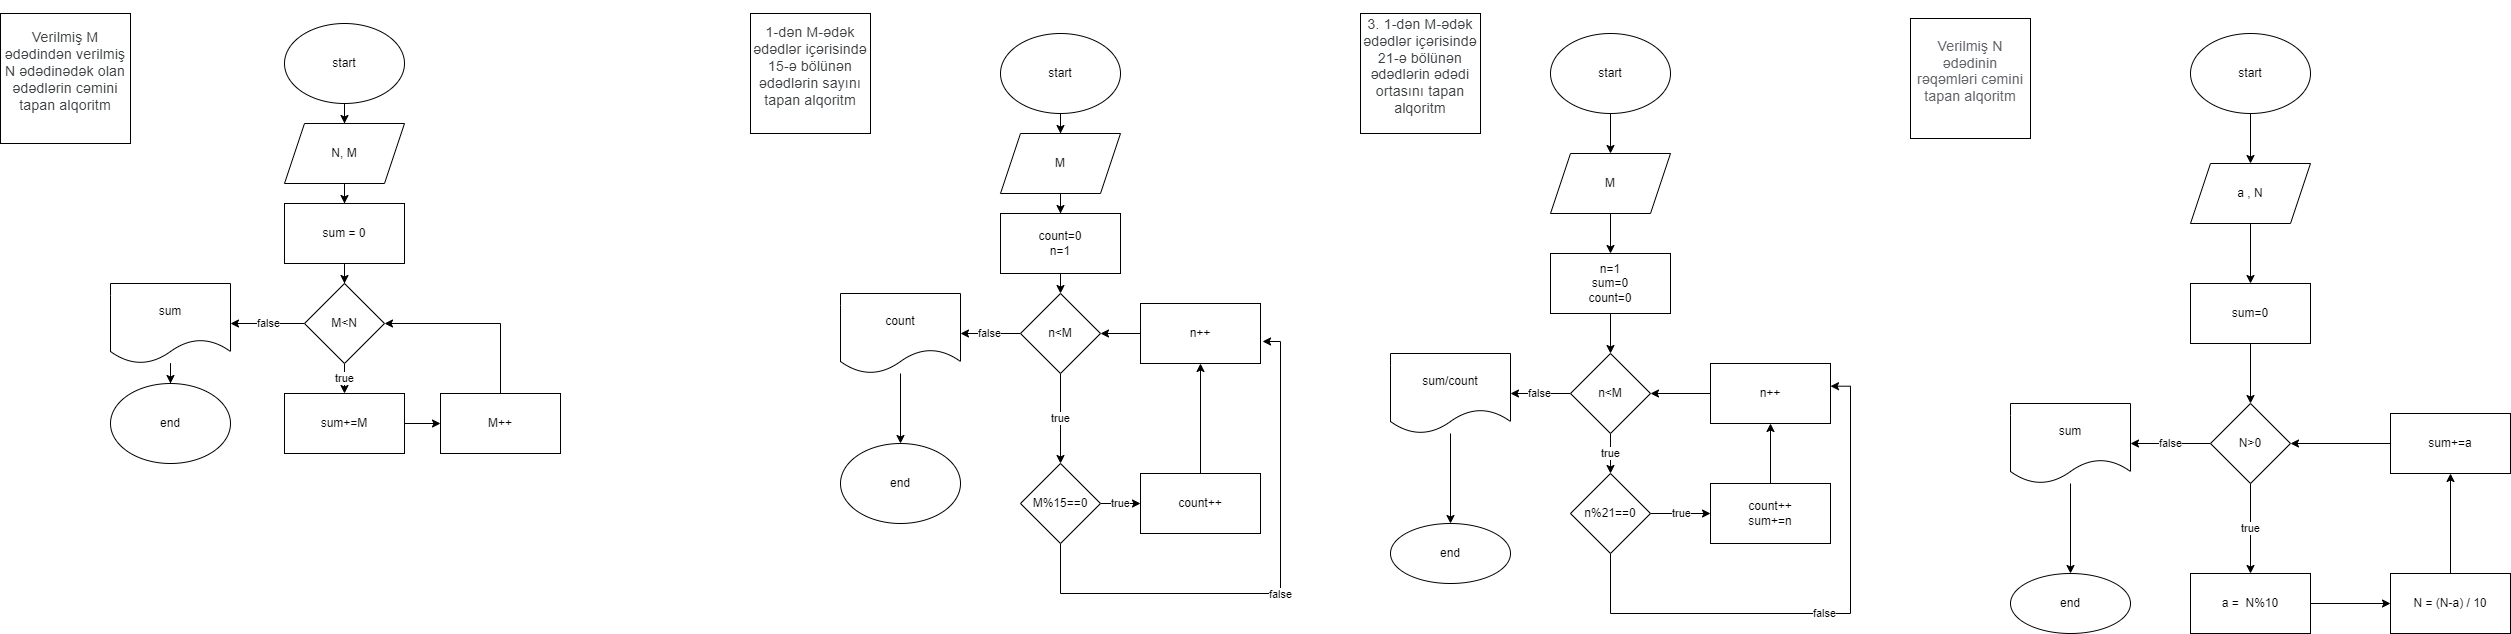 Verilmiş M
ədədindən verilmiş
N ədədinədək olan
ədədlərin cəmini
tapan alqoritm
start
N, M
sum = 0
M<N
false
sum
end
true
sum+=M
M++
1-dən M-ədək
ədədlər içərisində
15-ə bölünən
ədədlərin sayını
tapan alqoritm
start
M
count=0
n=1
n<M
false
count
end
n++
true
M%15==0
true
count++
false
3. 1-dən M-ədək
ədədlər içərisində
21-ə bölünən
ədədlərin ədədi
ortasını tapan
alqoritm
start
M
n=1
sum=0
count=0
n<M
false
sum/count
end
n++
true
n%21==0
true
count++
sum+=n
false
Verilmiş N
ədədinin
rəqəmləri cəmini
tapan alqoritm
start
a , N
sum=0
N>0
false
sum
end
sum+=a
true
a = N%10
N = (N-a) / 10